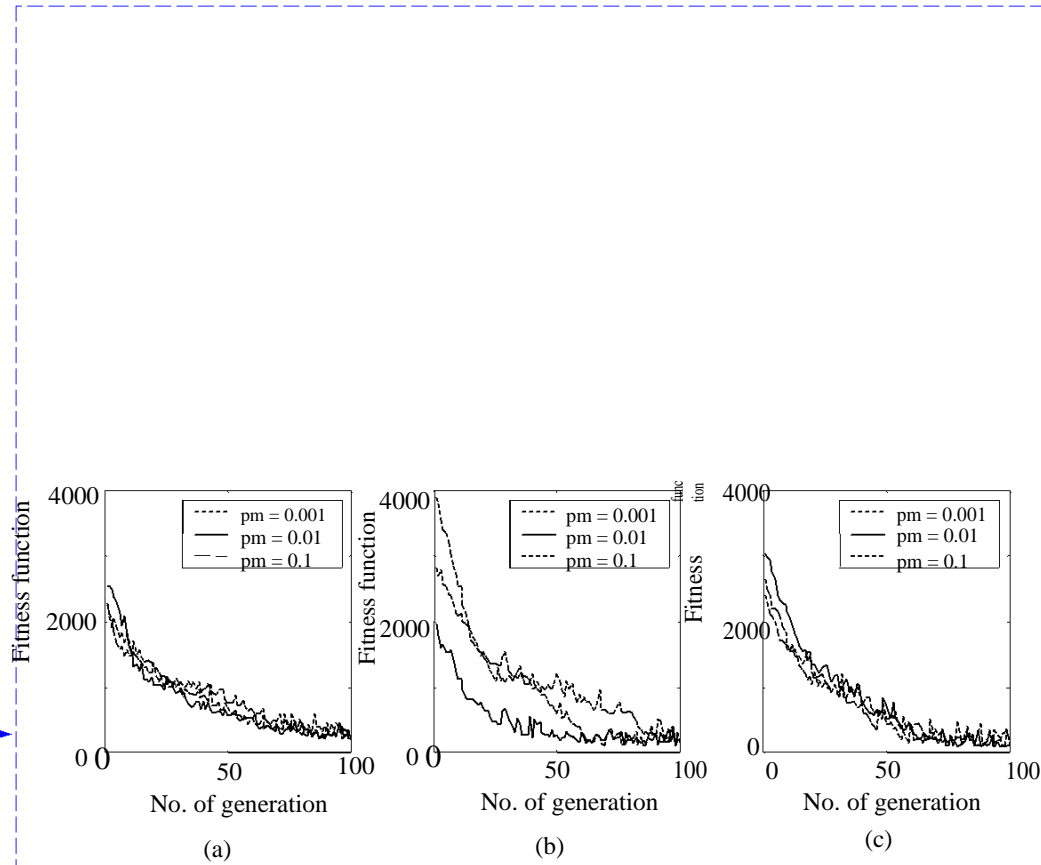 4000
2000
0
Fitness function
pm = 0.001
pm = 0.01
pm = 0.1
0
50
100
No. of generation
(a)
4000
2000
0
Fitness function
pm = 0.001
pm = 0.01
pm = 0.1
0
50
100
No. of generation
(b)
4000
2000
0
Fitness
func
tion
pm = 0.001
pm = 0.01
pm = 0.1
0
50
100
No. of generation
(c)